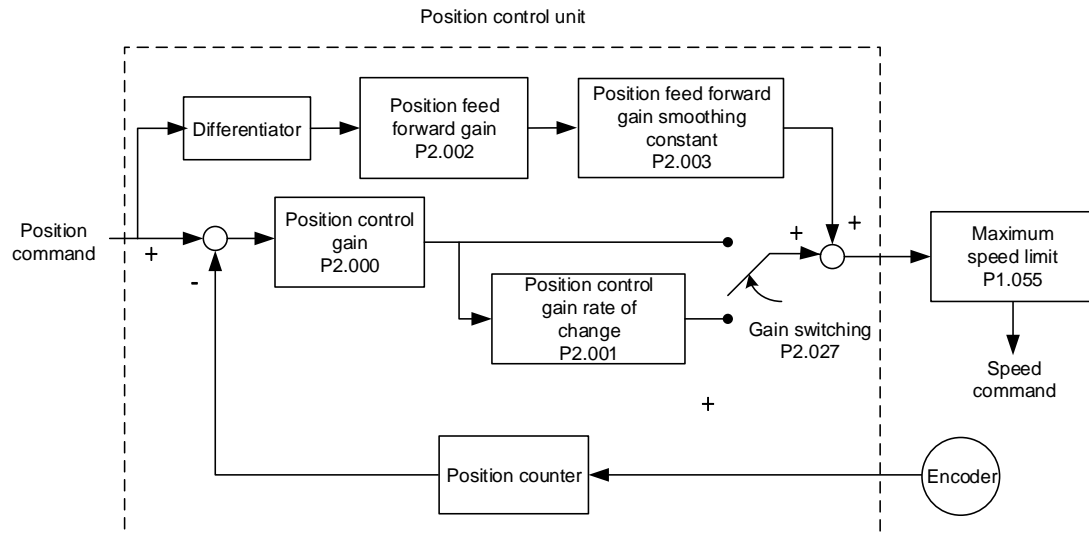 Position control unit
Differentiator
Position feed
forward gain
P2.002
Position feed forward
gain smoothing
constant
P2.003
Position
command
+
-
Position control
gain
P2.000
Position control
gain rate of
change
P2.001
+
+
Gain switching
P2.027
Maximum
speed limit
P1.055
Speed
command
+
Position counter
Encoder